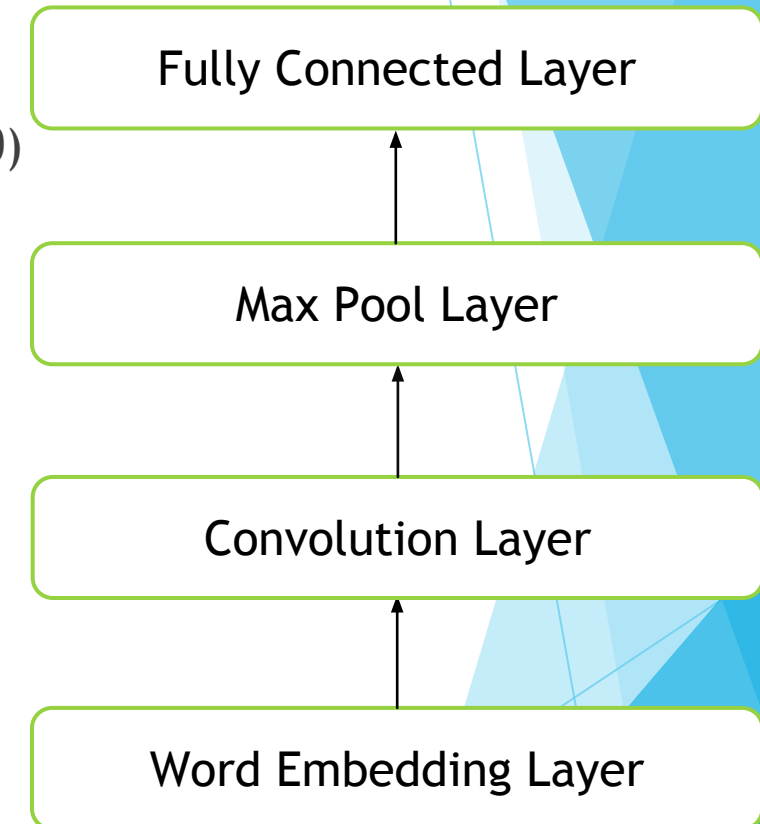 Fully Connected Layer
)
Max Pool Layer
Convolution Layer
Word Embedding Layer